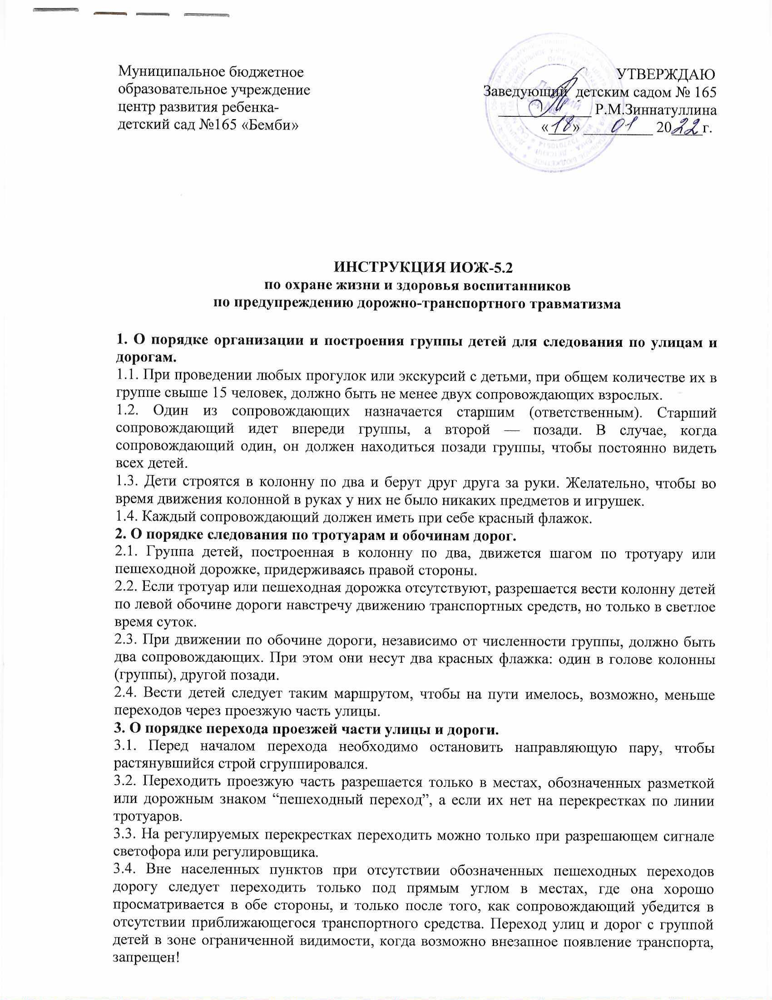 Муниципальное бюджетное
образовательное учреждение
центр развития ребенка-
детский сад №165 «Бемби»
УТВЕРЖДАЮ
Заведующий детским садом № 165
____________ Р.М.Зиннатуллина
«18» 01 2022 г.
ИНСТРУКЦИЯ ИОЖ-5.2
по охране жизни и здоровья воспитанников
по предупреждению дорожно-транспортного травматизма
1. О порядке организации и построения группы детей для следования по улицам и
дорогам.
1.1. При проведении любых прогулок или экскурсий с детьми, при общем количестве их в
группе свыше 15 человек, должно быть не менее двух сопровождающих взрослых.
1.2. Один из сопровождающих назначается старшим (ответственным). Старший
сопровождающий идет впереди группы, а второй — позади. В случае, когда
сопровождающий один, он должен находиться позади группы, чтобы постоянно видеть
всех детей.
1.3. Дети строятся в колонну по два и берут друг друга за руки. Желательно, чтобы во
время движения колонной в руках у них не было никаких предметов и игрушек.
1.4. Каждый сопровождающий должен иметь при себе красный флажок.
2. О порядке следования по тротуарам и обочинам дорог.
2.1. Группа детей, построенная в колонну по два, движется шагом по тротуару или
пешеходной дорожке, придерживаясь правой стороны.
2.2. Если тротуар или пешеходная дорожка отсутствуют, разрешается вести колонну детей
по левой обочине дороги навстречу движению транспортных средств, но только в светлое
время суток.
2.3. При движении по обочине дороги, независимо от численности группы, должно быть
два сопровождающих. При этом они несут два красных флажка: один в голове колонны
(группы), другой позади.
2.4. Вести детей следует таким маршрутом, чтобы на пути имелось, возможно, меньше
переходов через проезжую часть улицы.
3. О порядке перехода проезжей части улицы и дороги.
3.1. Перед началом перехода необходимо остановить направляющую пару, чтобы
растянувшийся строй сгруппировался.
3.2. Переходить проезжую часть разрешается только в местах, обозначенных разметкой
или дорожным знаком “пешеходный переход”, а если их нет на перекрестках по линии
тротуаров.
3.3. На регулируемых перекрестках переходить можно только при разрешающем сигнале
светофора или регулировщика.
3.4. Вне населенных пунктов при отсутствии обозначенных пешеходных переходов
дорогу следует переходить только под прямым углом в местах, где она хорошо
просматривается в обе стороны, и только после того, как сопровождающий убедится в
отсутствии приближающегося транспортного средства. Переход улиц и дорог с группой
детей в зоне ограниченной видимости, когда возможно внезапное появление транспорта,
запрещен!